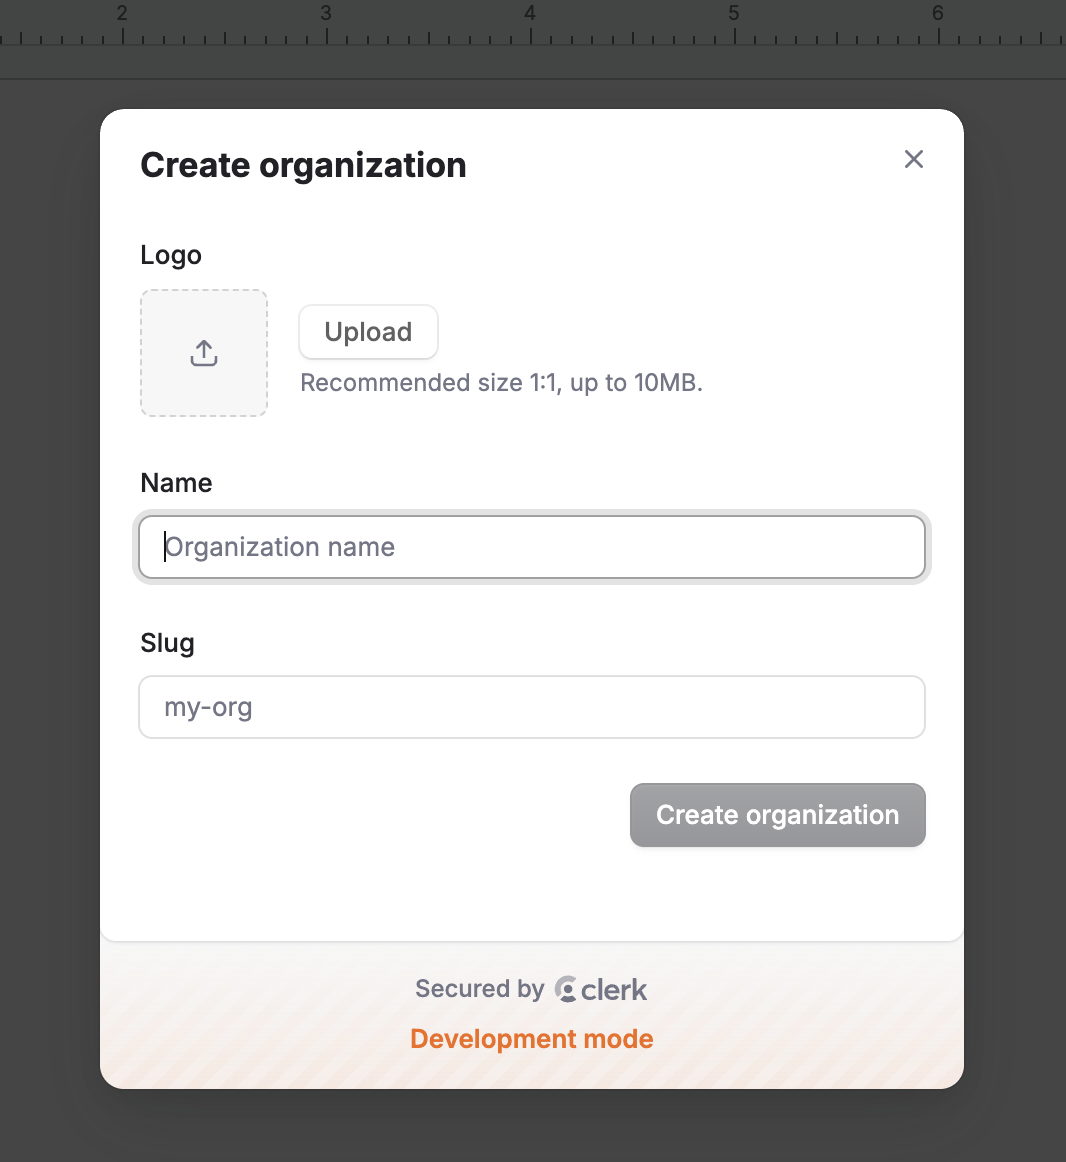 2 3 4 5 6
Create organization
Logo
Upload
Recommended size 1:1, up to 10MB.
Name
Organization name
Slug
my-org
Create organization
Secured by clerk
Development mode